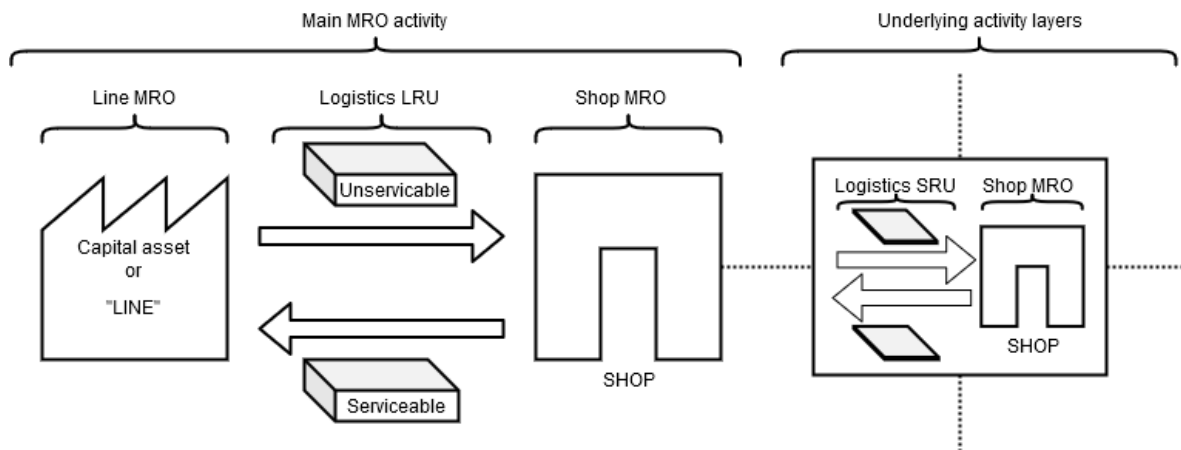 Main MRO activity
Underlying activity layers
Line MRO
Logistics LRU
Shop MRO
Unservicable
Capital asset
or
"LINE"
Serviceable
SHOP
Logistics SRU
Shop MRO
SHOP